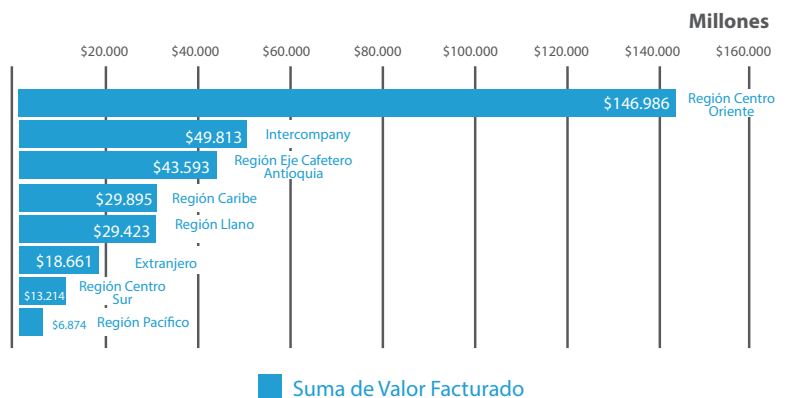 Millones
$20.000 $40.000 $60.000 $80.000 $100.000 $120.000 $140.000 $160.000
$146.986 Región Centro
Oriente
$49.813 Intercompany
$43.593 Región Eje Cafetero
Antioquia
$29.895 Región Caribe
$29.423 Región Llano
$18.661 Extranjero
$13.214 Región Centro
Sur
$6.874 Región Pacífico
Suma de Valor Facturado